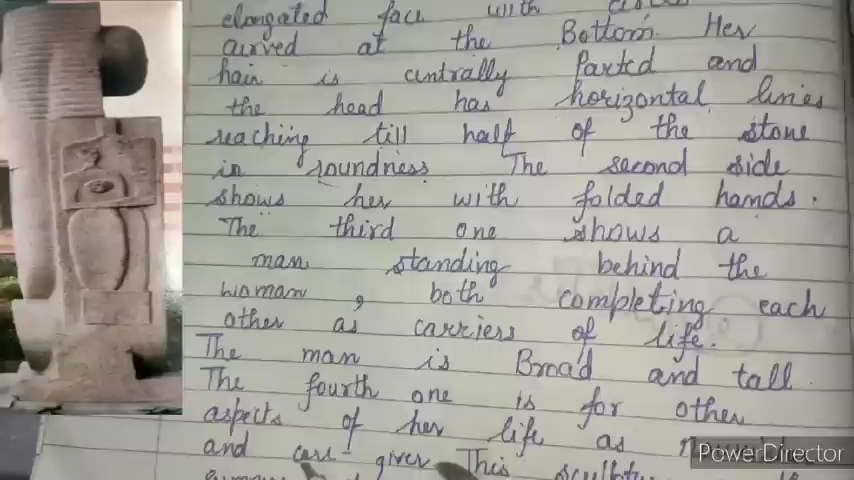 elongated face with
curved at the Bottom. Her
hair is centrally Parted and
the head has horizontal lines
reaching till half of the stone
in roundness. The second side
shows her with folded hands.
The third one shows a
man standing behind the
woman, both completing each
other as carriers of life.
The man is Broad and tall.
The fourth one is for other
aspects of her life as
and care-giver This
PowerDirector